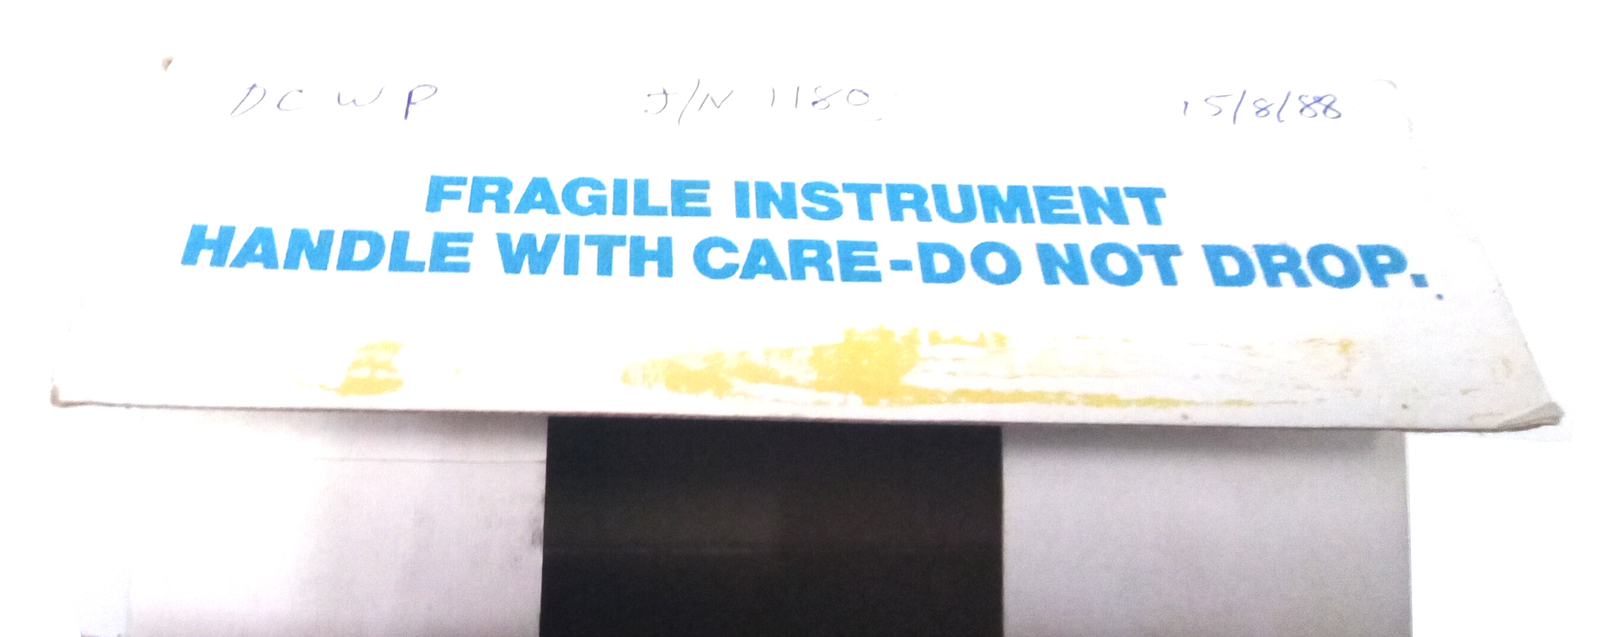 DCWP J/N 1180 15/8/88
FRAGILE INSTRUMENT
HANDLE WITH CARE-DO NOT DROP.